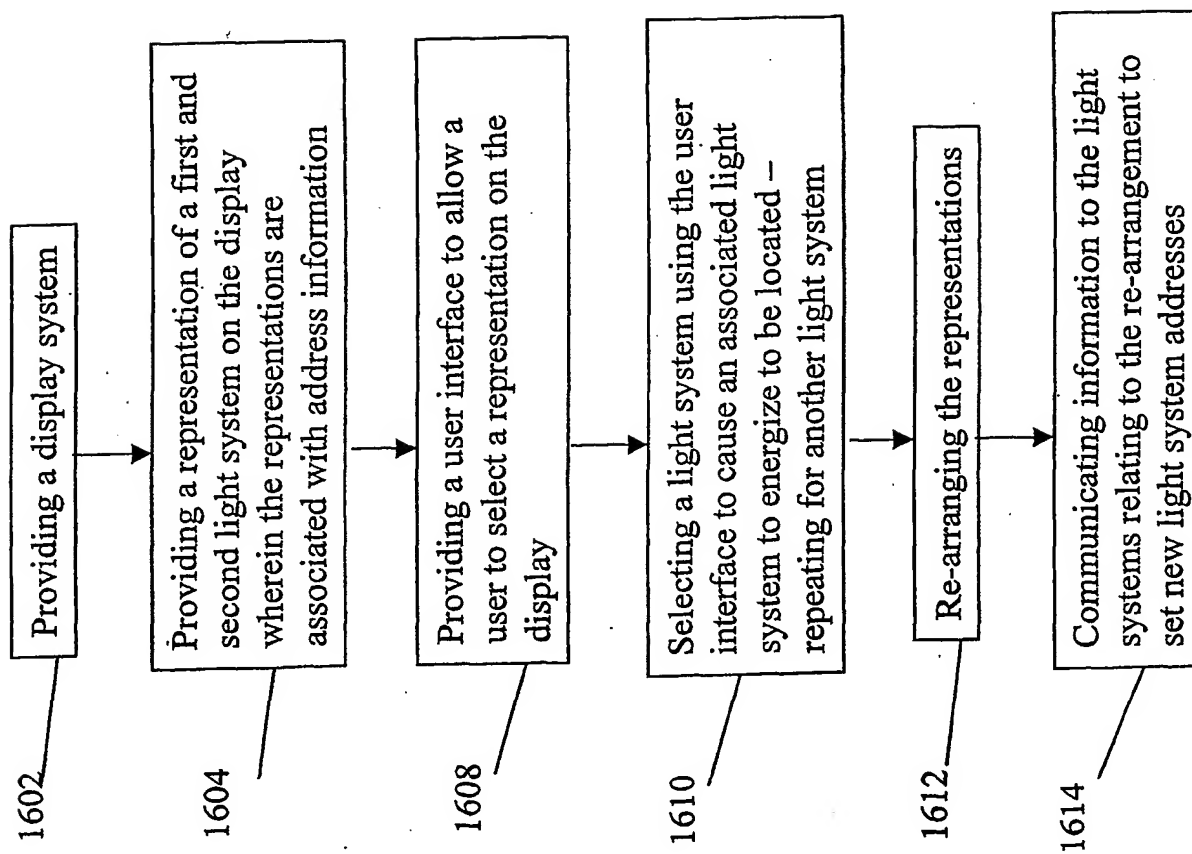 1602
Providing a display system
1604
Providing a representation of a first and
second light system on the display
wherein the representations are
associated with address information
1608
Providing a user interface to allow a
user to select a representation on the
display
1610
Selecting a light system using the user
interface to cause an associated light
system to energize to be located –
repeating for another light system
1612
Re-arranging the representations
1614
Communicating information to the light
systems relating to the re-arrangement to
set new light system addresses